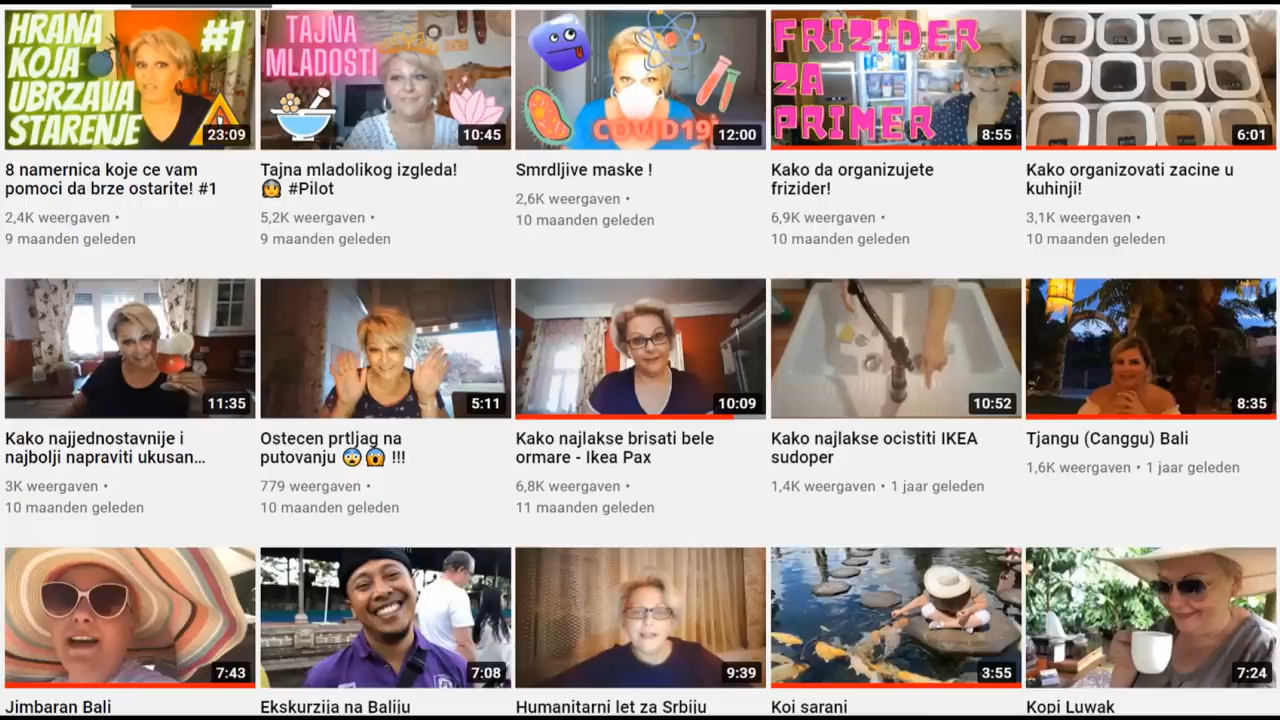 HRANA
KOJA
UBRZAVA
STARENJE
#1
23:09
TAJNA
MLADOSTI
10:45
COVID19
12:00
FRIZIDER
ZA
PRIMER
8:55
6:01
8 namernica koje ce vam
pomoci da brze ostarite! #1
2,4K weergaven •
9 maanden geleden
Tajna mladolikog izgleda!
👰 #Pilot
5,2K weergaven •
9 maanden geleden
Smrdljive maske !
2,6K weergaven •
10 maanden geleden
Kako da organizujete
frizider!
6,9K weergaven •
10 maanden geleden
Kako organizovati zacine u
kuhinji!
3,1K weergaven •
10 maanden geleden
11:35
5:11
10:09
10:52
8:35
Kako najjednostavnije i
najbolji napraviti ukusan...
3K weergaven •
10 maanden geleden
Ostecen prtljag na
putovanju 😨😱 !!!
779 weergaven •
10 maanden geleden
Kako najlakse brisati bele
ormare - Ikea Pax
6,8K weergaven •
11 maanden geleden
Kako najlakse ocistiti IKEA
sudoper
1,4K weergaven • 1 jaar geleden
Tjangu (Canggu) Bali
1,6K weergaven • 1 jaar geleden
7:43
7:08
9:39
3:55
7:24
Jimbaran Bali
Ekskurzija na Baliju
Humanitarni let za Srbiju
Koi sarani
Kopi Luwak